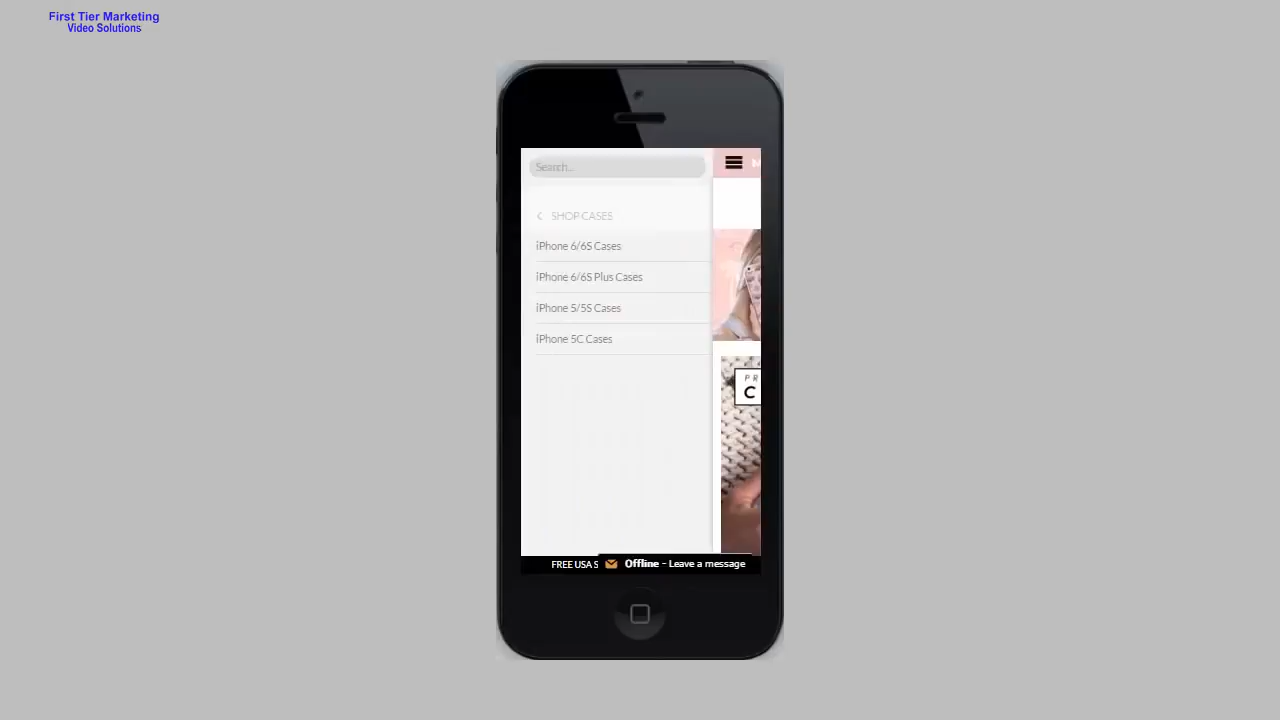 First Tier Marketing
Video Solutions
Search...
SHOP CASES
iPhone 6/6S Cases
iPhone 6/6S Plus Cases
iPhone 5/5S Cases
iPhone 5C Cases
PR
C
FREE USA S
Offline - Leave a message